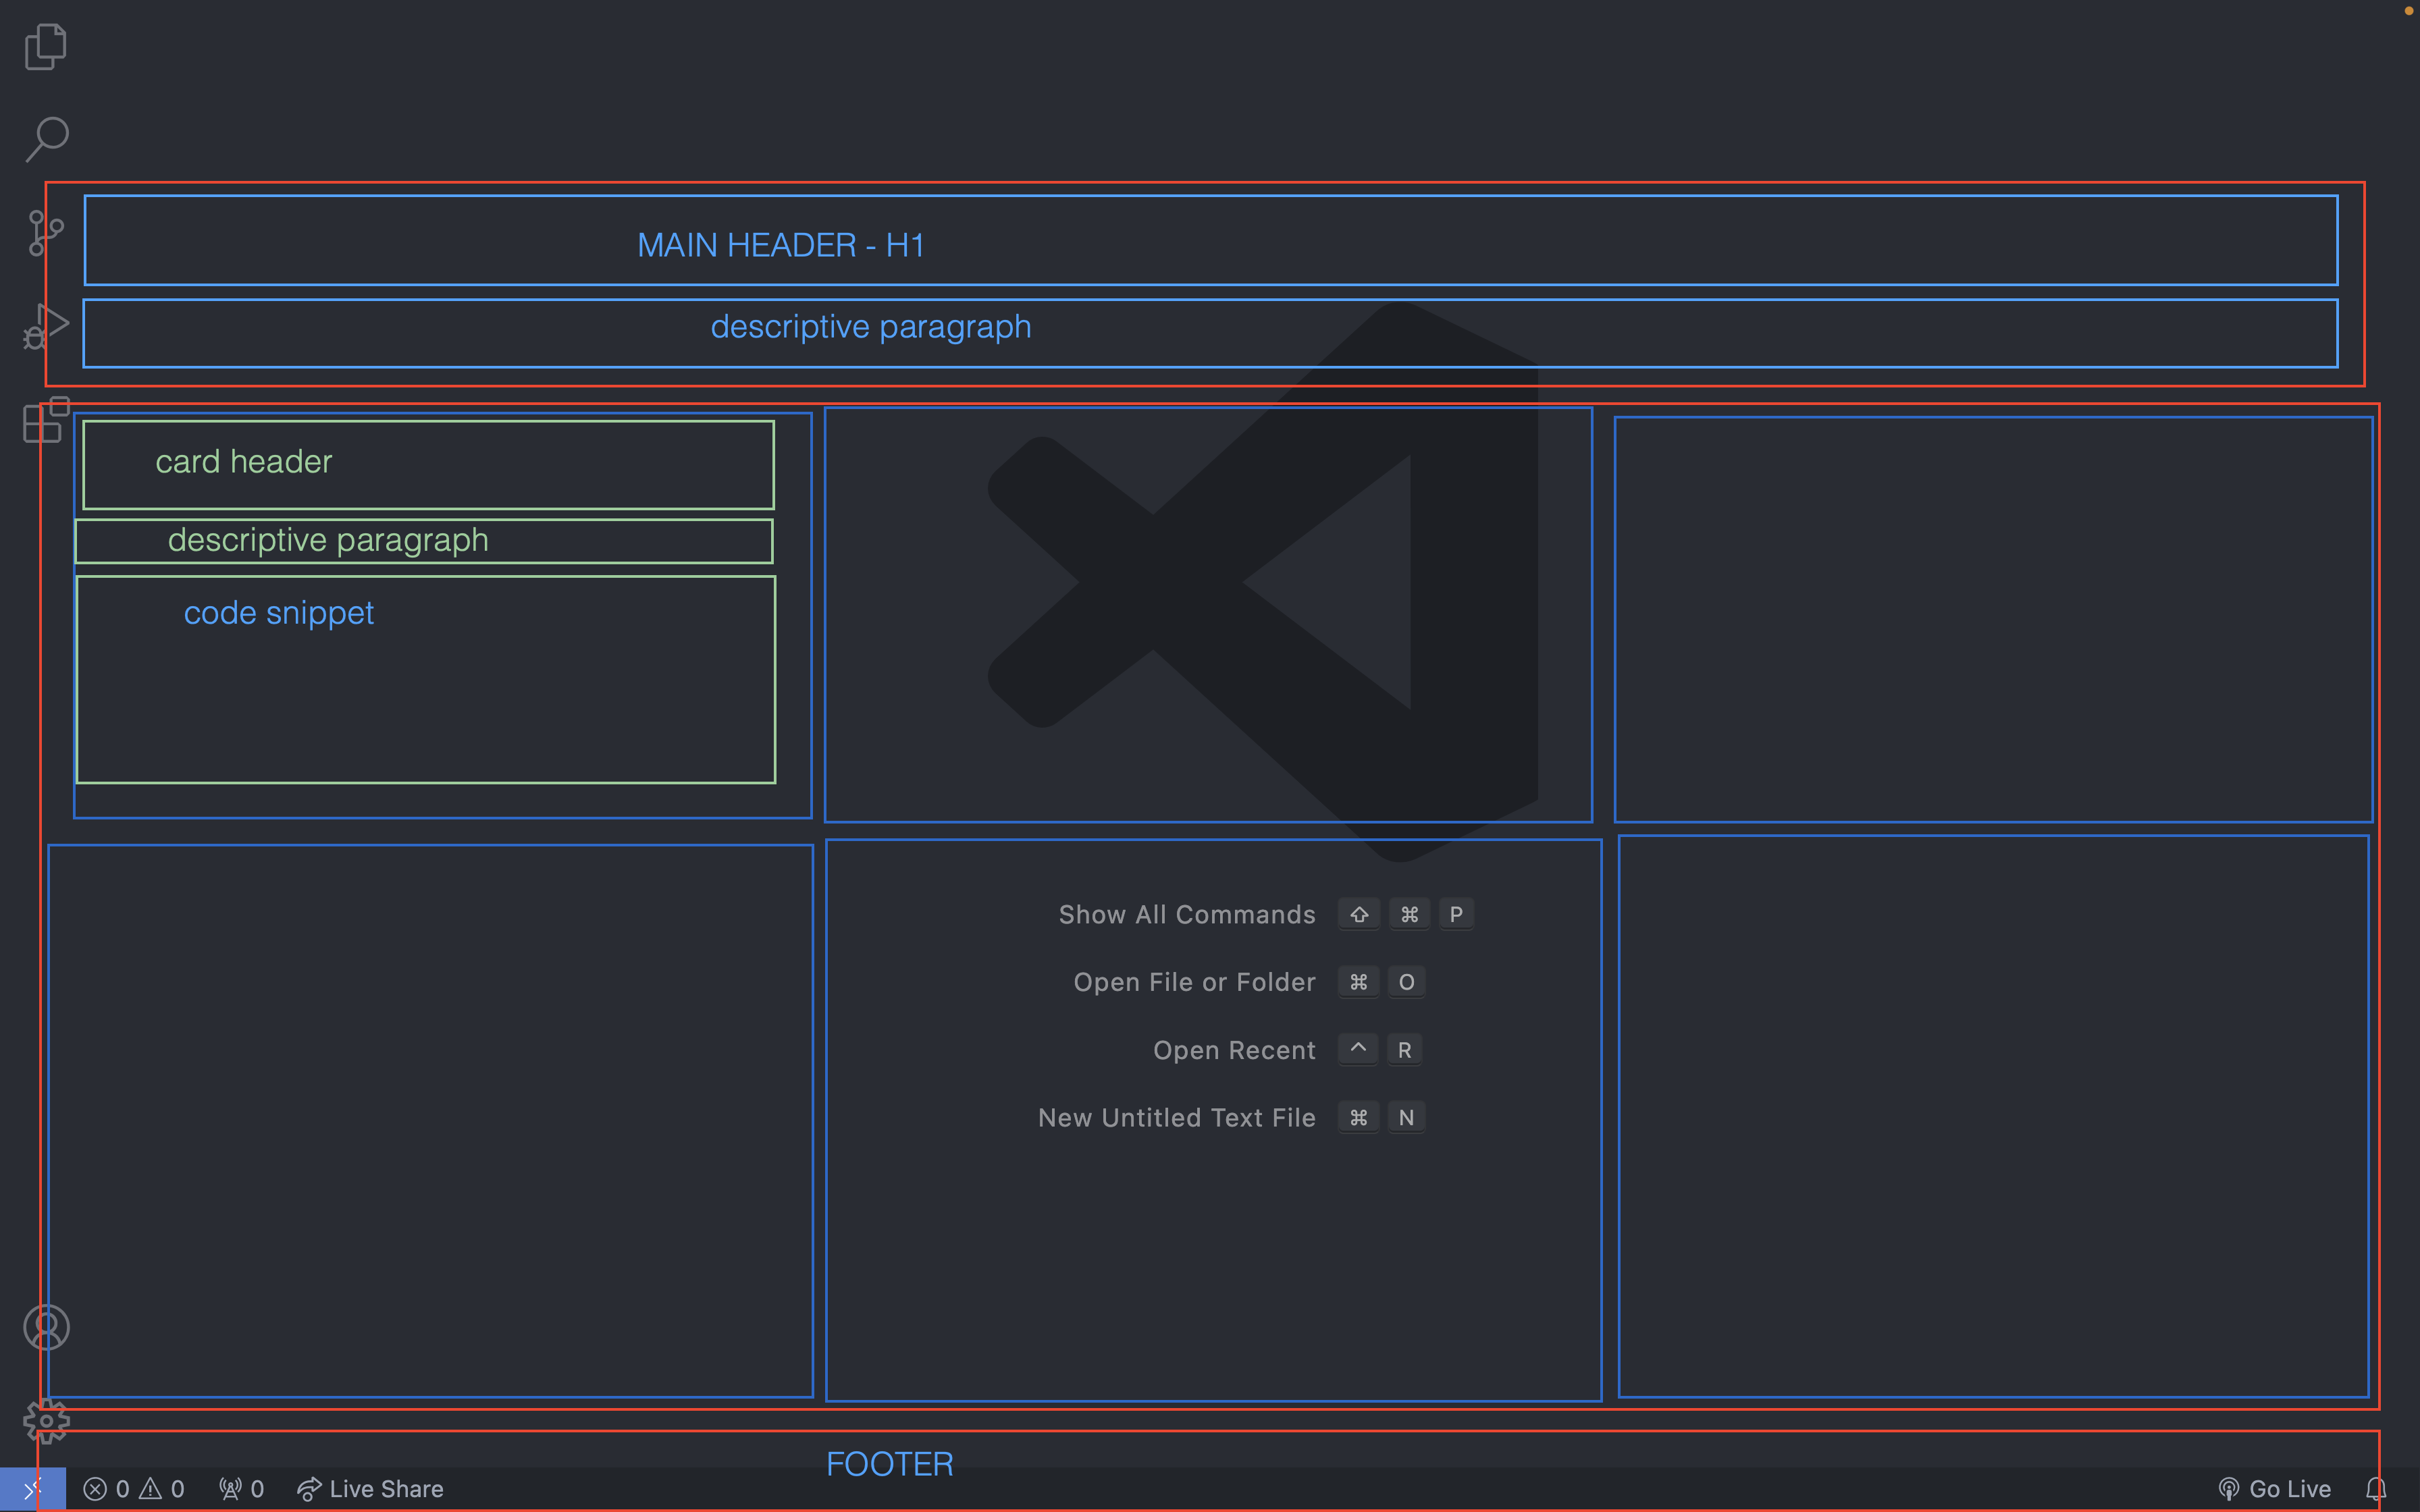 MAIN HEADER - H1
descriptive paragraph
card header
descriptive paragraph
code snippet
Show All Commands ⇧ ⌘ P
Open File or Folder ⌘ O
Open Recent ^ R
New Untitled Text File ⌘ N
FOOTER
0 0 0 Live Share Go Live